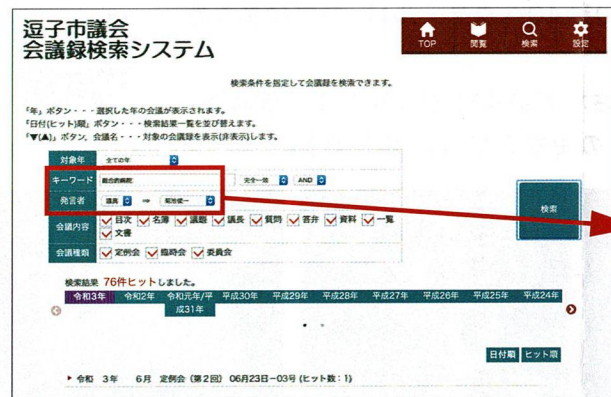 逗子市議会
会議録検索システム
TOP 閲覧 検索 設定
検索条件を指定して会議録を検索できます。
「年」ボタン・・・選択した年の会議が表示されます。
「日付(ヒット)順」ボタン・・・検索結果一覧を並び替えます。
「▼(▲)」ボタン、会議名・・・対象の会議録を表示(非表示)します。
対象年 全ての年
キーワード 総合的病院 完全一致 AND
発言者 議長 ⇒ 菊池俊一
会議内容 目次 名簿 議題 議長 質問 答弁 資料 一覧
文書
会議種類 定例会 臨時会 委員会
検索
検索結果 76件ヒットしました。
令和3年 令和2年 令和元年/平成31年 平成30年 平成29年 平成28年 平成27年 平成26年 平成25年 平成24年
日付順 ヒット順
令和 3年 6月 定例会(第2回) 06月23日-03号 (ヒット数:1)